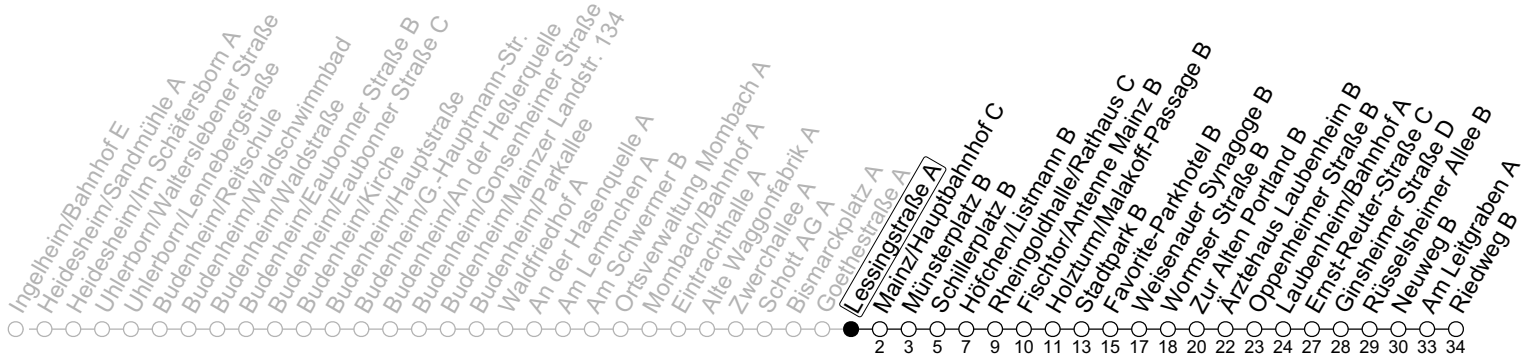 Ingelheim/Bahnhof E
Heidesheim/Sandmühle A
Heidesheim/Im Schäfersborn A
Uhlerborn/Walterslebener Straße
Uhlerborn/Lennebergstraße
Budenheim/Reitschule
Budenheim/Waldschwimmbad
Budenheim/Waldstraße
Budenheim/Eaubonner Straße B
Budenheim/Eaubonner Straße C
Budenheim/Kirche
Budenheim/Hauptstraße
Budenheim/G.-Hauptmann-Str.
Budenheim/An der Heßlerquelle
Budenheim/Gonsenheimer Straße
Budenheim/Mainzer Landstr. 134
Budenheim/Parkallee
Waldfriedhof A
An der Hasenquelle A
Am Lemmchen A
Am Schwermer B
Ortsverwaltung Mombach A
Mombach/Bahnhof A
Eintrachthalle A
Alte Waggonfabrik A
Zwerchallee A
Schott AG A
Bismarckplatz A
Goethestraße A
Lessingstraße A
Mainz/Hauptbahnhof C
Münsterplatz B
Schillerplatz B
Höfchen/Listmann B
Rheingoldhalle/Rathaus C
Fischtor/Antenne Mainz B
Holzturm/Malakoff-Passage B
Stadtpark B
Favorite-Parkhotel B
Weisenauer Synagoge B
Wormser Straße B
Zur Alten Portland B
Ärztehaus Laubenheim B
Oppenheimer Straße B
Laubenheim/Bahnhof A
Ernst-Reuter-Straße C
Ginsheimer Straße D
Rüsselsheimer Allee B
Neuweg B
Am Leitgraben A
Riedweg B
2 3 5 7 9 10 11 13 15 17 18 20 22 23 24 27 28 29 30 33 34